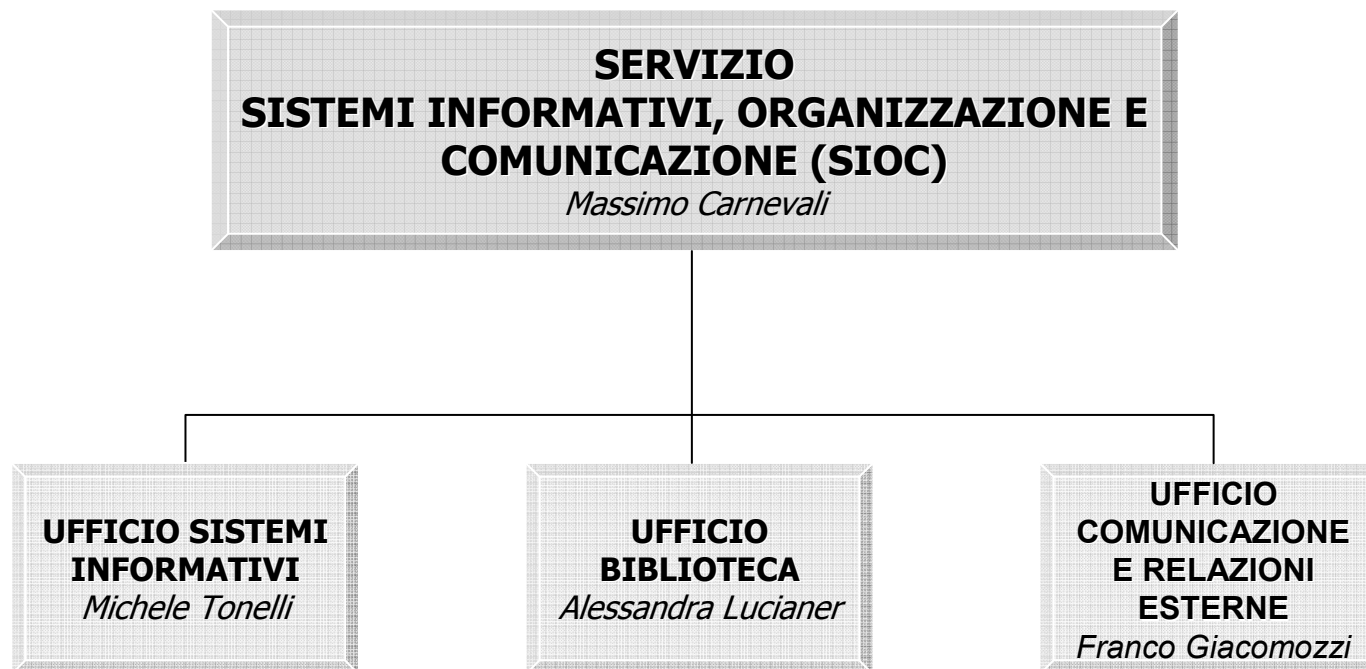 SERVIZIO
SISTEMI INFORMATIVI, ORGANIZZAZIONE E
COMUNICAZIONE (SIOC)
Massimo Carnevali
UFFICIO SISTEMI
INFORMATIVI
Michele Tonelli
UFFICIO
BIBLIOTECA
Alessandra Lucianer
UFFICIO
COMUNICAZIONE
E RELAZIONI
ESTERNE
Franco Giacomozzi